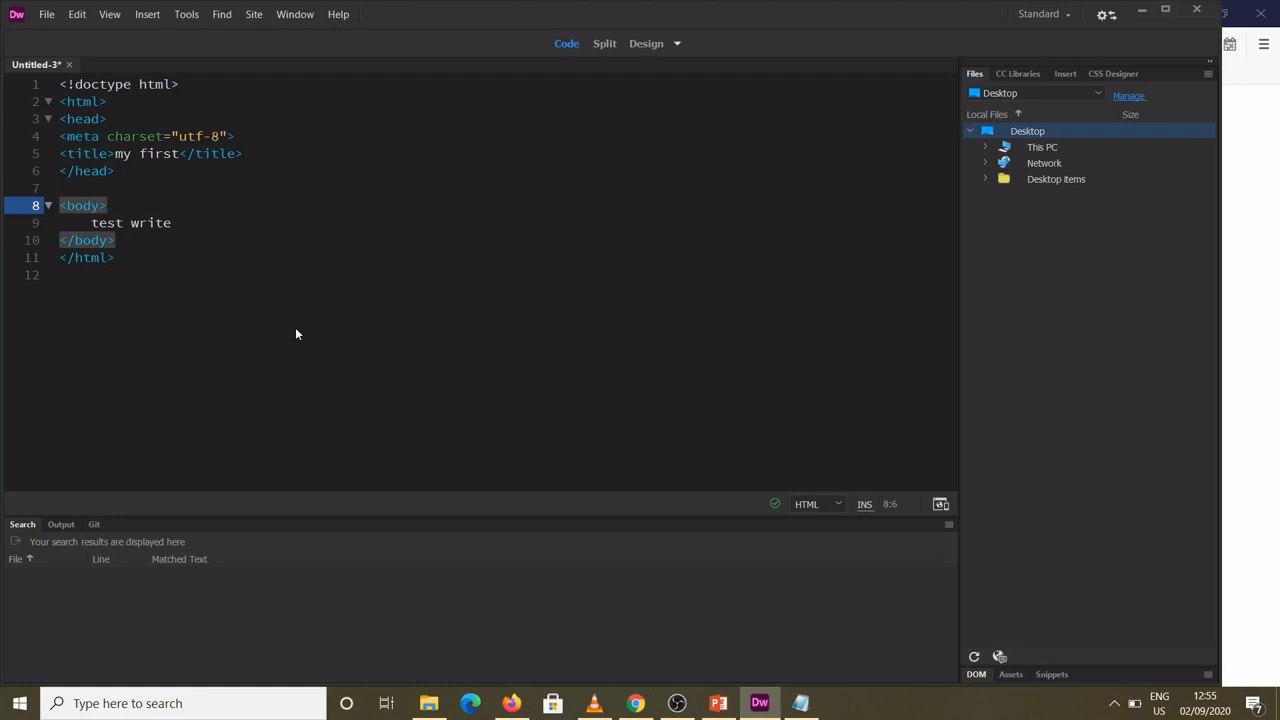 Dw File Edit View Insert Tools Find Site Window Help Standard
Code Split Design
Untitled-3* ×
Files CC Libraries Insert CSS Designer
1 <!doctype html>
2 <html>
3 <head>
4 <meta charset="utf-8">
5 <title>my first</title>
6 </head>
7
8 <body>
9 test write
10 </body>
11 </html>
12
Desktop Manage
Local Files Size
Desktop
This PC
Network
Desktop items
HTML INS 8:6
Search Output Git
Your search results are displayed here
File Line Matched Text
DOM Assets Snippets
Type here to search
Dw
ENG
US
12:55
02/09/2020
7